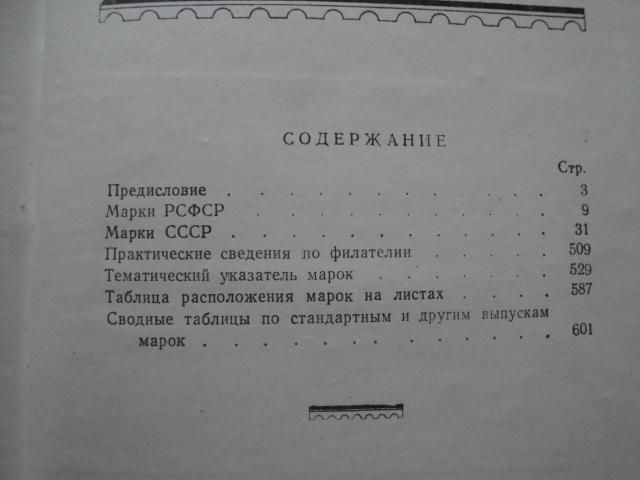 СОДЕРЖАНИЕ
Стр.
Предисловие . . . . . . . . . . . . 3
Марки РСФСР . . . . . . . . . . . 9
Марки СССР . . . . . . . . . . . 31
Практические сведения по филателии . . . . . 509
Тематический указатель марок . . . . . . 529
Таблица расположения марок на листах . . . . 587
Сводные таблицы по стандартным и другим выпускам
марок . . . . . . . . . . . . . 601